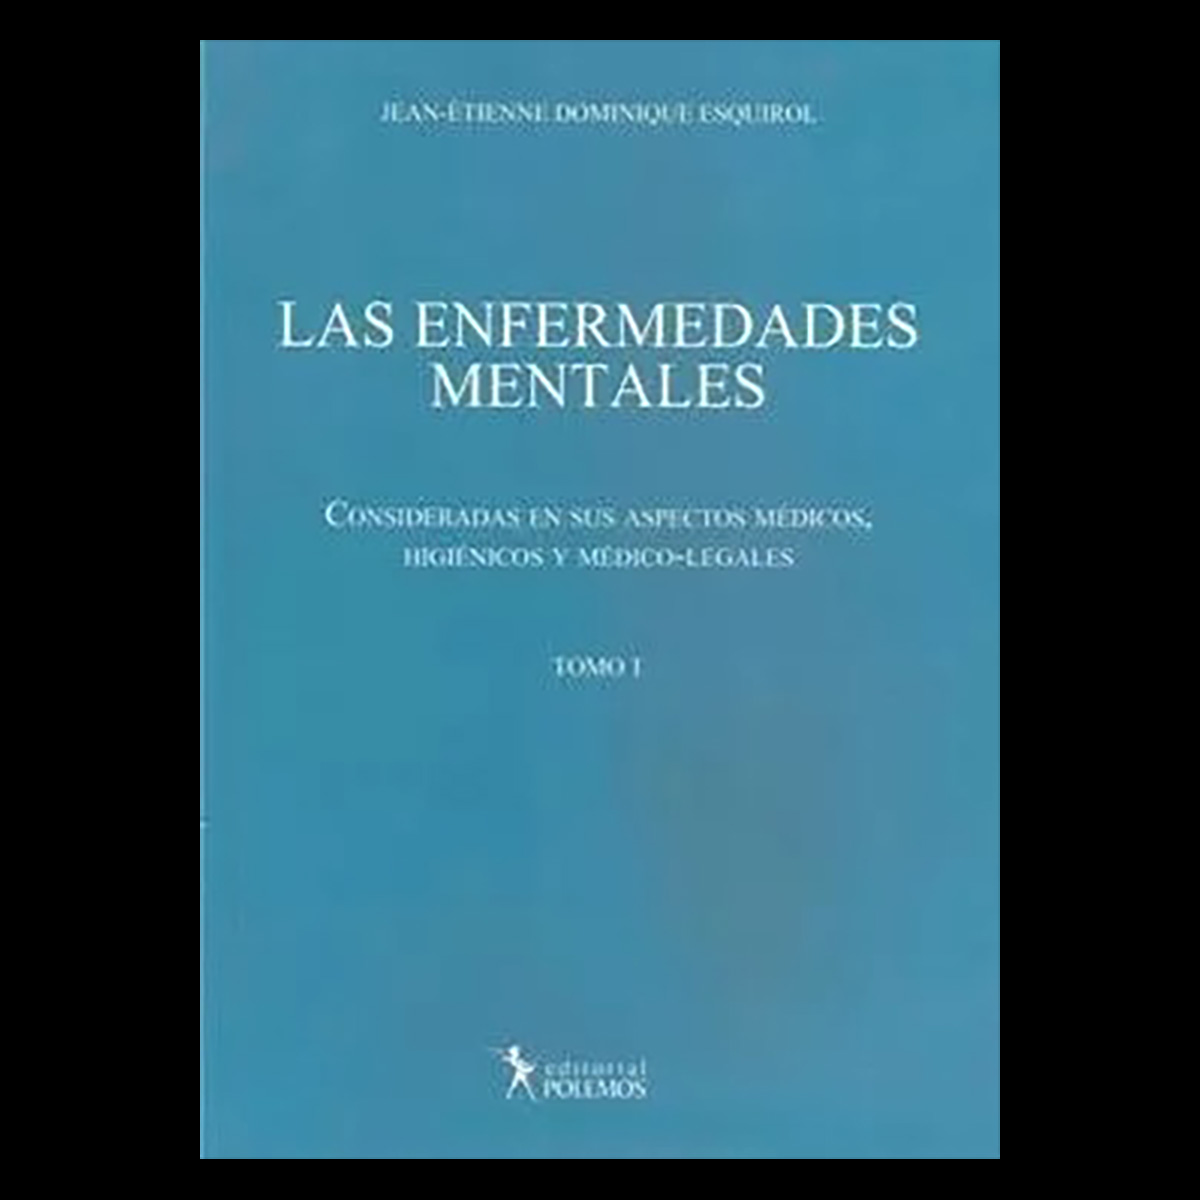 JEAN-ÉTIENNE DOMINIQUE ESQUIROL
LAS ENFERMEDADES
MENTALES
CONSIDERADAS EN SUS ASPECTOS MÉDICOS,
HIGIÉNICOS Y MÉDICO-LEGALES
TOMO I
editorial
POLEMOS